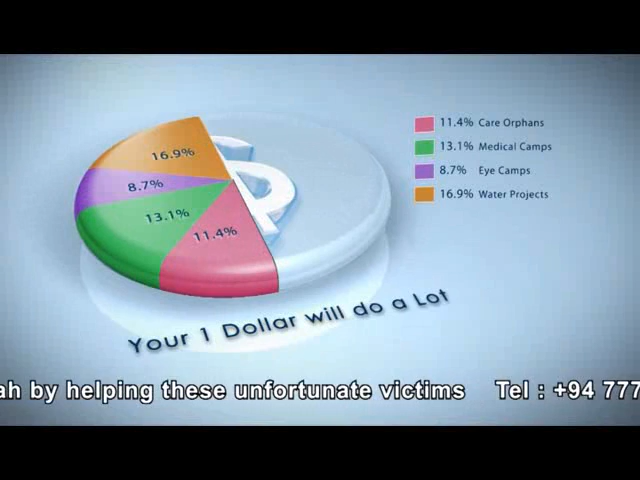 16.9%
8.7%
13.1%
11.4%
11.4% Care Orphans
13.1% Medical Camps
8.7% Eye Camps
16.9% Water Projects
Your 1 Dollar will do a Lot
by helping these unfortunate victims Tel : +94 777